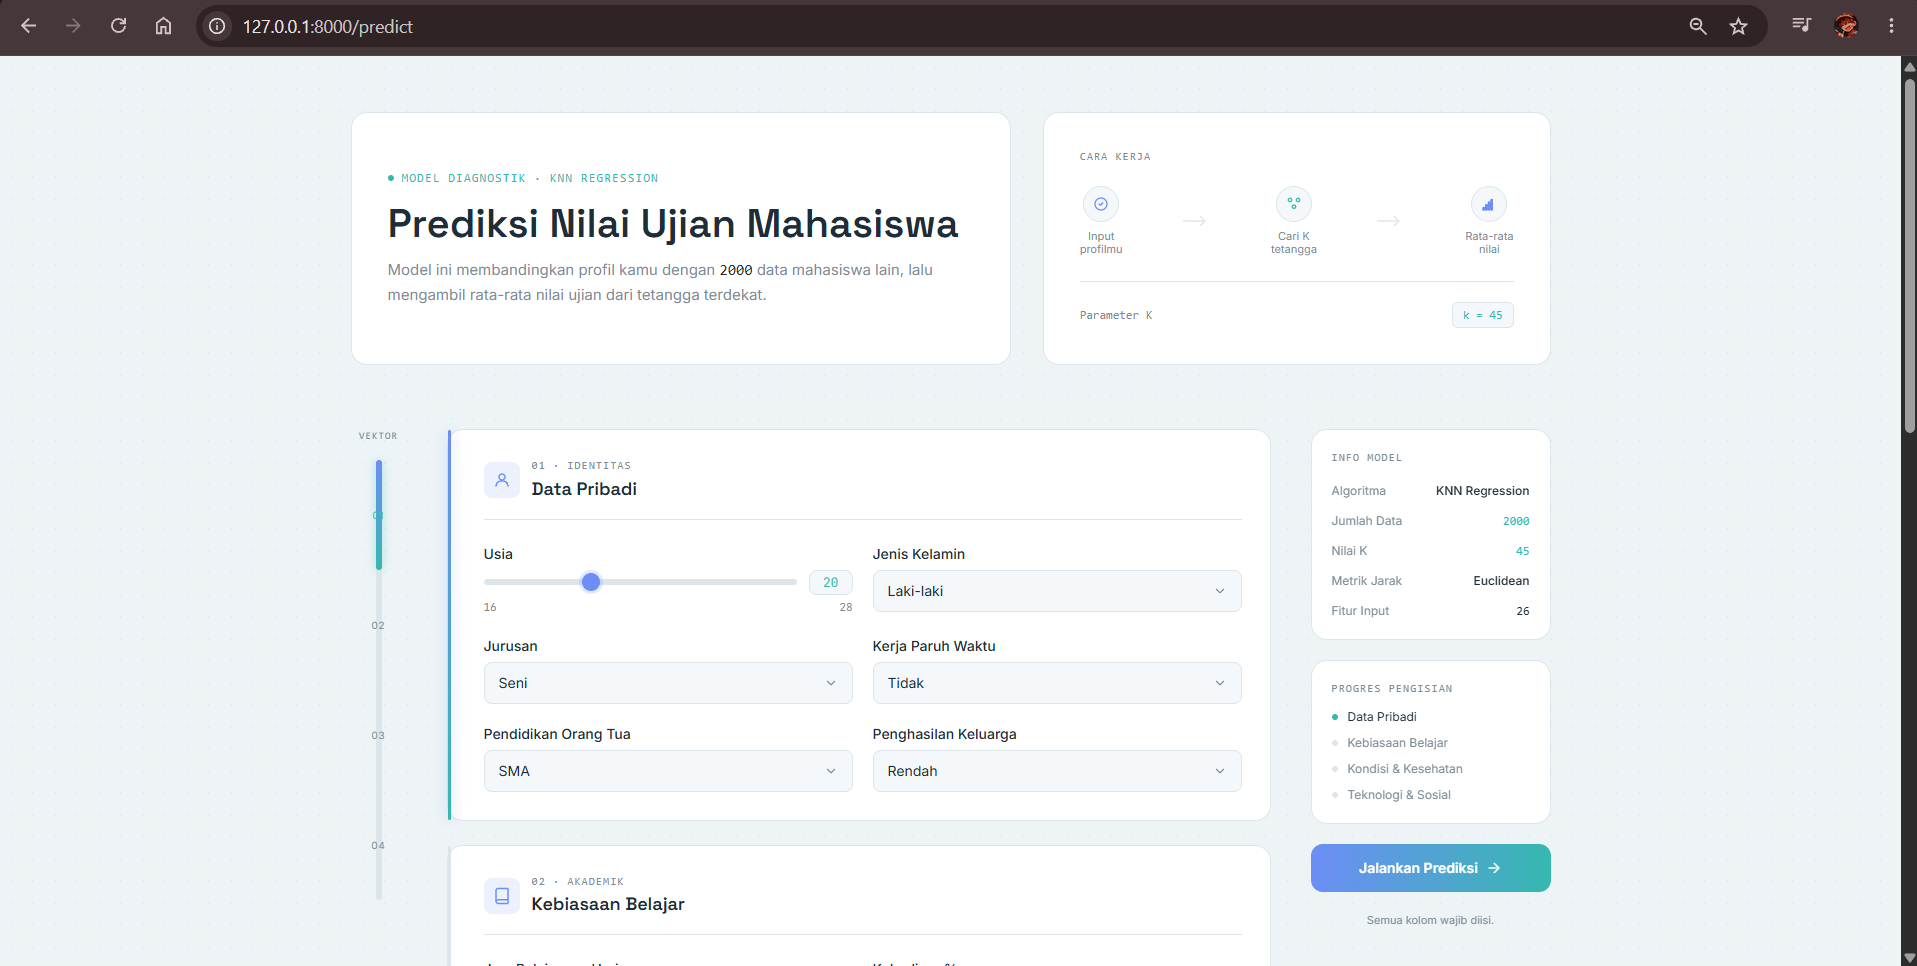 127.0.0.1:8000/predict
MODEL DIAGNOSTIK · KNN REGRESSION
Prediksi Nilai Ujian Mahasiswa
Model ini membandingkan profil kamu dengan 2000 data mahasiswa lain, lalu
mengambil rata-rata nilai ujian dari tetangga terdekat.
CARA KERJA
Input
profilmu
Cari K
tetangga
Rata-rata
nilai
Parameter K
k = 45
VEKTOR
02
03
04
01 · IDENTITAS
Data Pribadi
Usia
20
16
28
Jenis Kelamin
Laki-laki
Jurusan
Seni
Kerja Paruh Waktu
Tidak
Pendidikan Orang Tua
SMA
Penghasilan Keluarga
Rendah
02 · AKADEMIK
Kebiasaan Belajar
INFO MODEL
Algoritma KNN Regression
Jumlah Data 2000
Nilai K 45
Metrik Jarak Euclidean
Fitur Input 26
PROGRES PENGISIAN
Data Pribadi
Kebiasaan Belajar
Kondisi & Kesehatan
Teknologi & Sosial
Jalankan Prediksi →
Semua kolom wajib diisi.